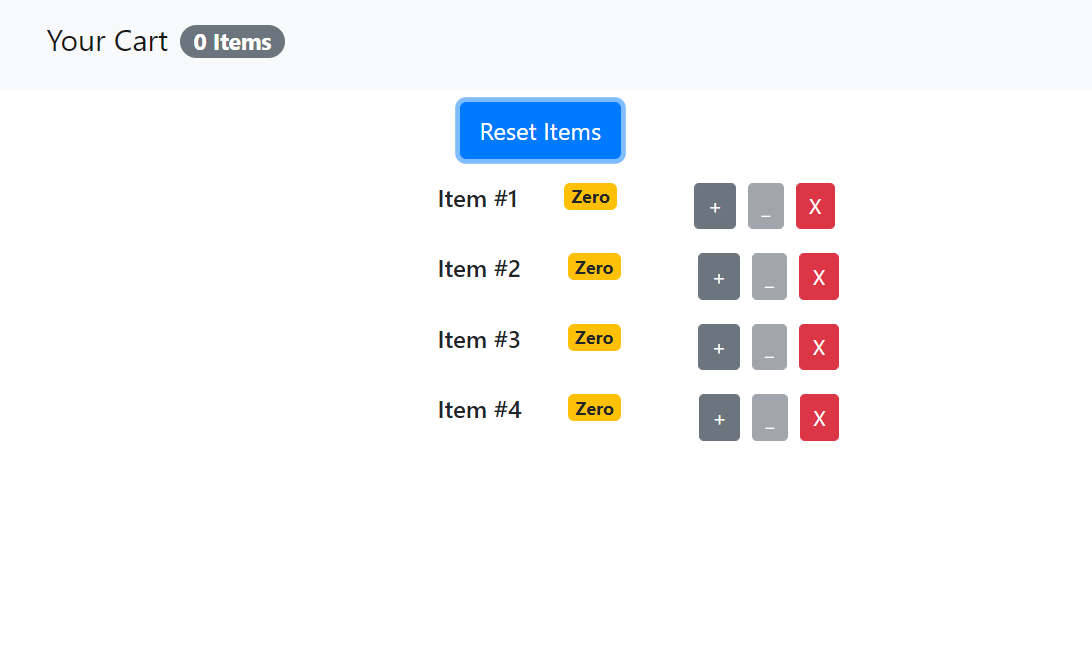 Your Cart 0 Items
Reset Items
Item #1 Zero + _ X
Item #2 Zero + _ X
Item #3 Zero + _ X
Item #4 Zero + _ X